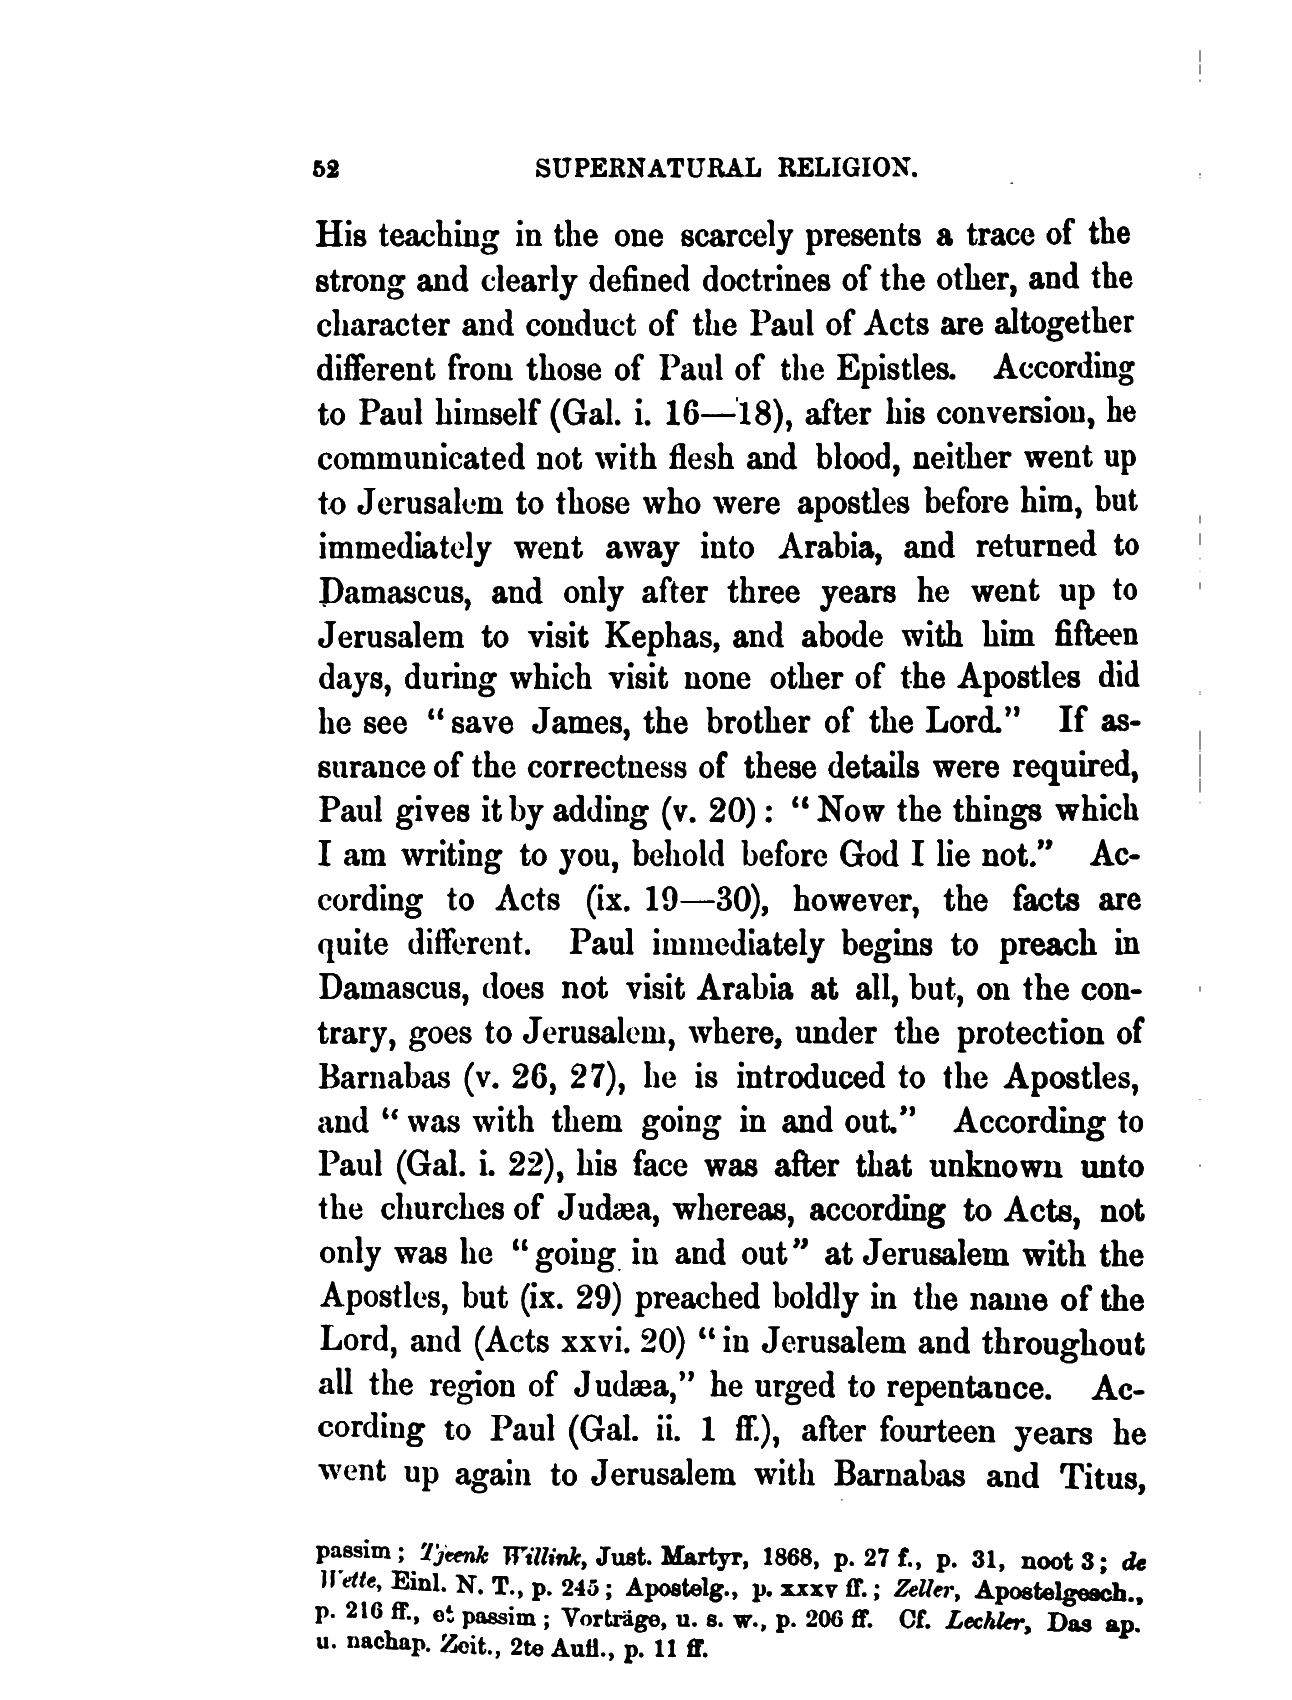 52 SUPERNATURAL RELIGION.
His teaching in the one scarcely presents a trace of the
strong and clearly defined doctrines of the other, and the
character and conduct of the Paul of Acts are altogether
different from those of Paul of the Epistles. According
to Paul himself (Gal. i. 16—18), after his conversion, he
communicated not with flesh and blood, neither went up
to Jerusalem to those who were apostles before him, but
immediately went away into Arabia, and returned to
Damascus, and only after three years he went up to
Jerusalem to visit Kephas, and abode with him fifteen
days, during which visit none other of the Apostles did
he see “save James, the brother of the Lord.” If as-
surance of the correctness of these details were required,
Paul gives it by adding (v. 20): “Now the things which
I am writing to you, behold before God I lie not.” Ac-
cording to Acts (ix. 19—30), however, the facts are
quite different. Paul immediately begins to preach in
Damascus, does not visit Arabia at all, but, on the con-
trary, goes to Jerusalem, where, under the protection of
Barnabas (v. 26, 27), he is introduced to the Apostles,
and “was with them going in and out.” According to
Paul (Gal. i. 22), his face was after that unknown unto
the churches of Judæa, whereas, according to Acts, not
only was he “going in and out” at Jerusalem with the
Apostles, but (ix. 29) preached boldly in the name of the
Lord, and (Acts xxvi. 20) “in Jerusalem and throughout
all the region of Judæa,” he urged to repentance. Ac-
cording to Paul (Gal. ii. 1 ff.), after fourteen years he
went up again to Jerusalem with Barnabas and Titus,
passim; Tjeenk Willink, Just. Martyr, 1868, p. 27 f., p. 31, noot 3; de
Wette, Einl. N. T., p. 245; Apostelg., p. xxxv ff.; Zeller, Apostelgesch.,
p. 216 ff., et passim; Vorträge, u. s. w., p. 206 ff. Cf. Lechler, Das ap.
u. nachap. Zeit., 2te Aufl., p. 11 ff.